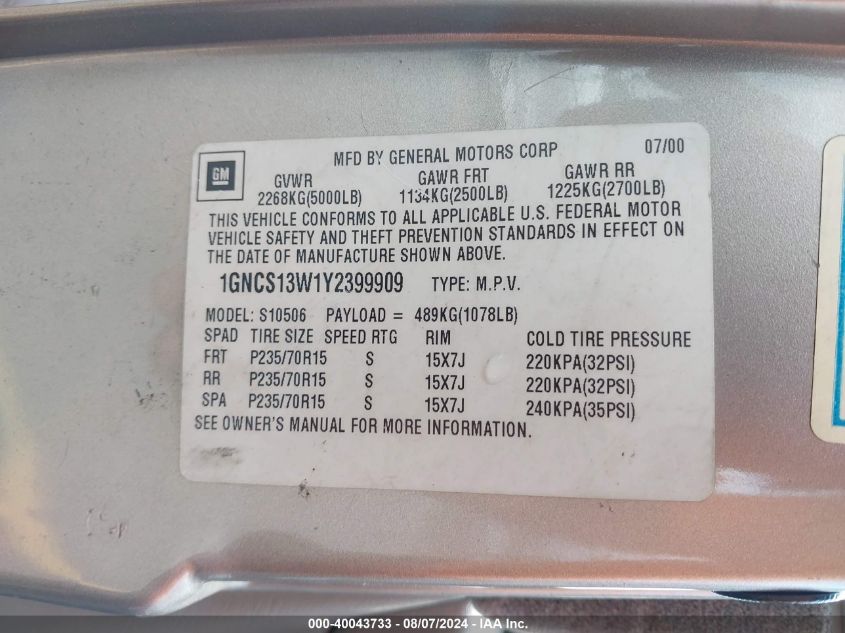 MFD BY GENERAL MOTORS CORP 07/00
GM
GVWR GAWR FRT GAWR RR
2268KG(5000LB) 1134KG(2500LB) 1225KG(2700LB)
THIS VEHICLE CONFORMS TO ALL APPLICABLE U.S. FEDERAL MOTOR
VEHICLE SAFETY AND THEFT PREVENTION STANDARDS IN EFFECT ON
THE DATE OF MANUFACTURE SHOWN ABOVE.
1GNCS13W1Y2399909 TYPE: M.P.V.
MODEL: S10506 PAYLOAD = 489KG(1078LB)
SPAD TIRE SIZE SPEED RTG RIM COLD TIRE PRESSURE
FRT P235/70R15 S 15X7J 220KPA(32PSI)
RR P235/70R15 S 15X7J 220KPA(32PSI)
SPA P235/70R15 S 15X7J 240KPA(35PSI)
SEE OWNER'S MANUAL FOR MORE INFORMATION.
000-40043733 - 08/07/2024 - IAA Inc.